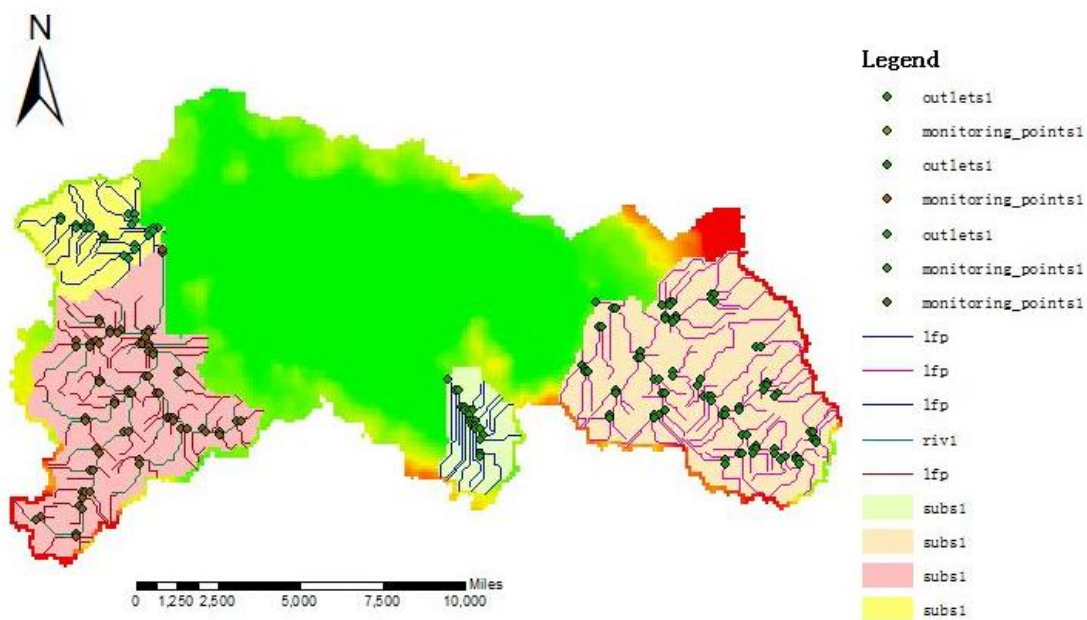 N
Legend
outlets1
monitoring_points1
outlets1
monitoring_points1
outlets1
monitoring_points1
monitoring_points1
lfp
lfp
lfp
riv1
lfp
subs1
subs1
subs1
subs1
Miles
0 1,250 2,500 5,000 7,500 10,000